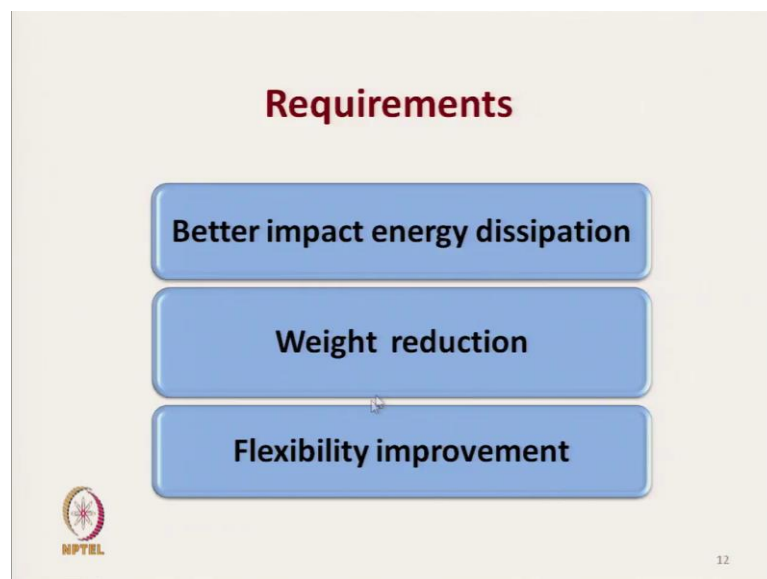 Requirements
Better impact energy dissipation
Weight reduction
Flexibility improvement
NPTEL
12